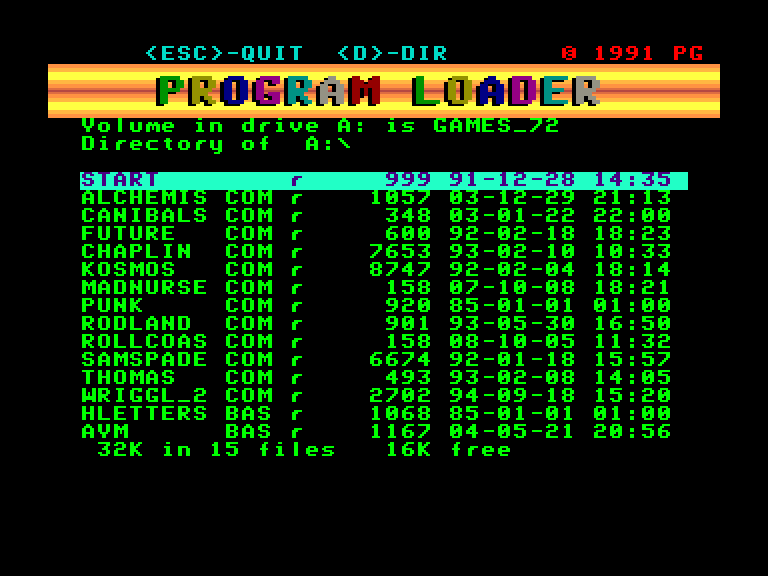 <ESC>-QUIT <D>-DIR @ 1991 PG
PROGRAM LOADER
Volume in drive A: is GAMES_72
Directory of A:\
START r 999 91-12-28 14:35
ALCHEMIS COM r 1057 03-12-29 21:13
CANIBALS COM r 348 03-01-22 22:00
FUTURE COM r 600 92-02-18 18:23
CHAPLIN COM r 7653 93-02-10 10:33
KOSMOS COM r 8747 92-02-04 18:14
MADNURSE COM r 158 07-10-08 18:21
PUNK COM r 920 85-01-01 01:00
RODLAND COM r 901 93-05-30 16:50
ROLLCOAS COM r 158 08-10-05 11:32
SAMSPADE COM r 6674 92-01-18 15:57
THOMAS COM r 493 93-02-08 14:05
WRIGGL_2 COM r 2702 94-09-18 15:20
HLETTERS BAS r 1068 85-01-01 01:00
AYM BAS r 1167 04-05-21 20:56
32K in 15 files 16K free